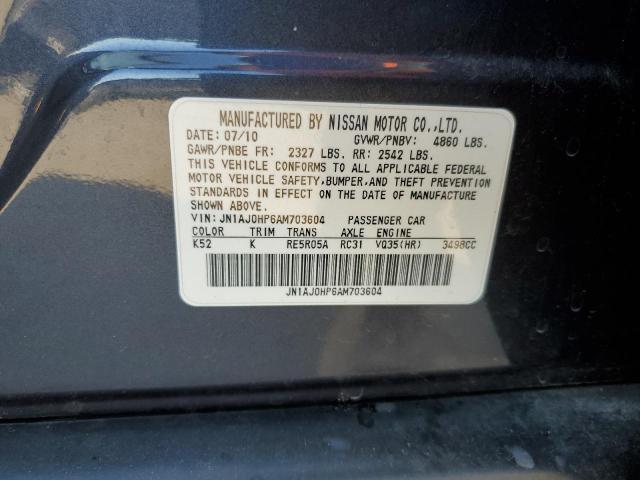 MANUFACTURED BY NISSAN MOTOR CO.,LTD.
DATE: 07/10 GVWR/PNBV: 4860 LBS.
GAWR/PNBE FR: 2327 LBS. RR: 2542 LBS.
THIS VEHICLE CONFORMS TO ALL APPLICABLE FEDERAL
MOTOR VEHICLE SAFETY, BUMPER, AND THEFT PREVENTION
STANDARDS IN EFFECT ON THE DATE OF MANUFACTURE
SHOWN ABOVE.
VIN: JN1AJ0HP6AM703604 PASSENGER CAR
COLOR TRIM TRANS AXLE ENGINE
K52 K RE5R05A RC31 VQ35(HR) 3498CC
JN1AJ0HP6AM703604